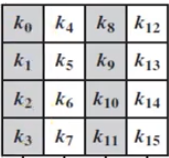 k₀ k₄ k₈ k₁₂
k₁ k₅ k₉ k₁₃
k₂ k₆ k₁₀ k₁₄
k₃ k₇ k₁₁ k₁₅